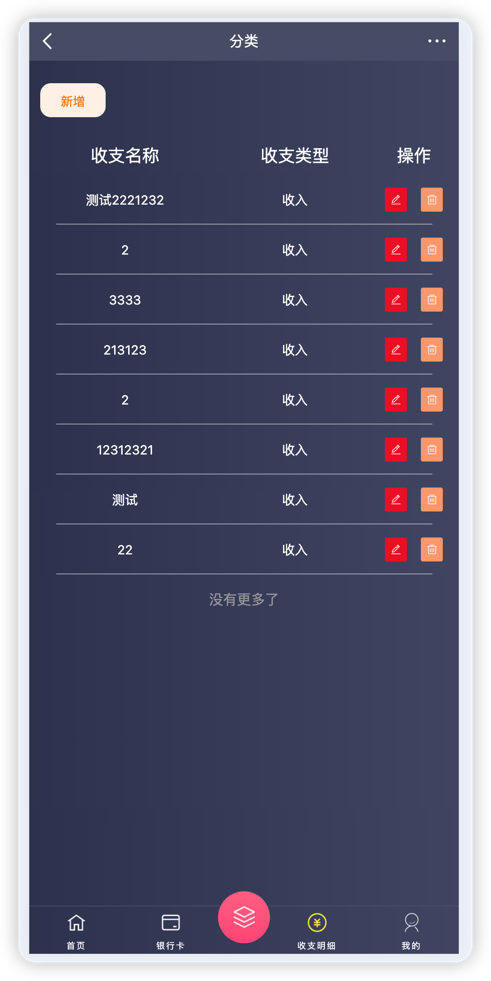 分类
新增
收支名称 收支类型 操作
测试2221232 收入
2 收入
3333 收入
213123 收入
2 收入
12312321 收入
测试 收入
22 收入
没有更多了
首页 银行卡 收支明细 我的